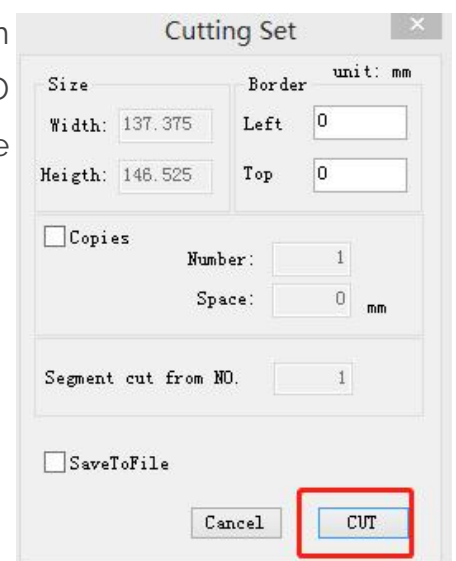 Cutting Set
unit: mm
Size
Border
Width: 137.375
Left 0
Heigth: 146.525
Top 0
Copies
Number: 1
Space: 0 mm
Segment cut from NO. 1
SaveToFile
Cancel
CUT